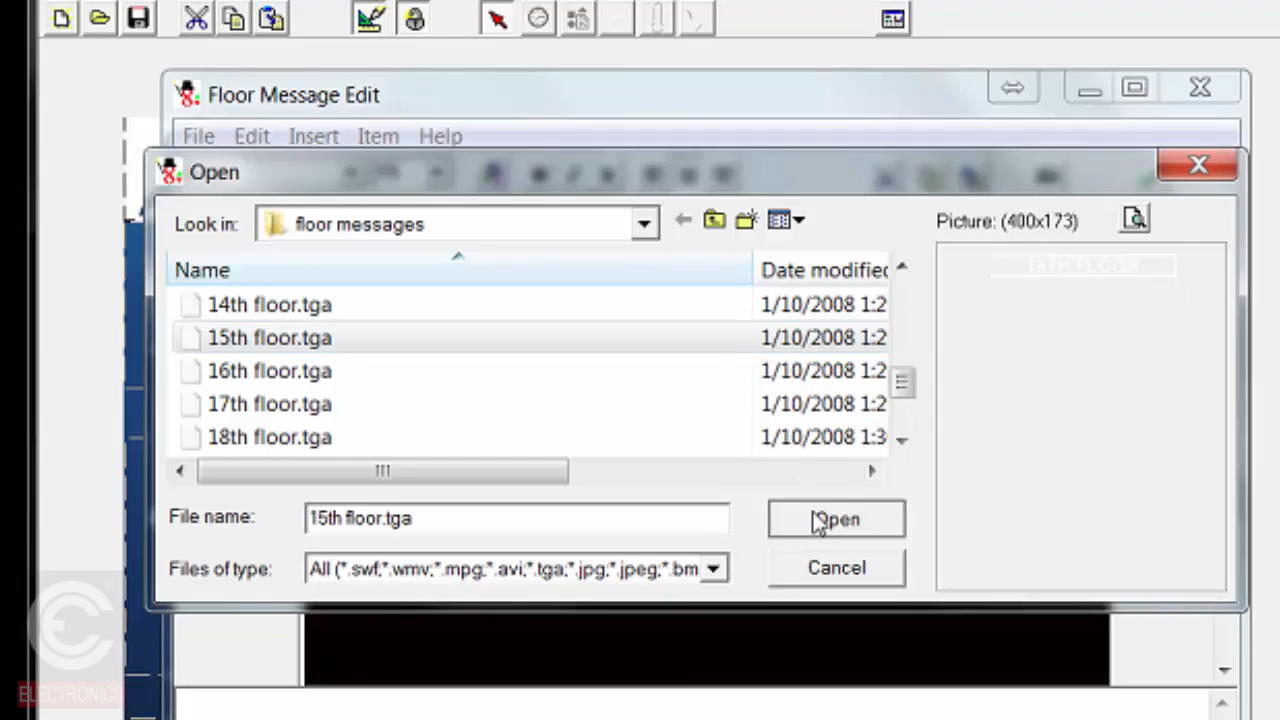 Floor Message Edit
File Edit Insert Item Help
Open
Look in: floor messages
Picture: (400x173)
15TH FLOOR
Name Date modified
14th floor.tga 1/10/2008 1:2
15th floor.tga 1/10/2008 1:2
16th floor.tga 1/10/2008 1:2
17th floor.tga 1/10/2008 1:2
18th floor.tga 1/10/2008 1:3
File name: 15th floor.tga Open
Files of type: All (*.swf;*.wmv;*.mpg;*.avi;*.tga;*.jpg;*.jpeg;*.bm Cancel
ELECTRONICS